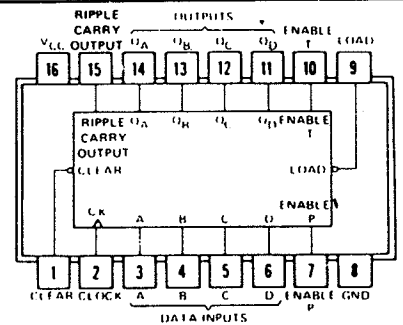 RIPPLE
CARRY OUTPUTS ENABLE
VCC OUTPUT QA QB QC QD T LOAD
16 15 14 13 12 11 10 9
RIPPLE QA QB QC QD ENABLE
CARRY T
OUTPUT
CLEAR LOAD
ENABLE
CK A B C D P
1 2 3 4 5 6 7 8
CLEAR CLOCK A B C D ENABLE GND
P
DATA INPUTS